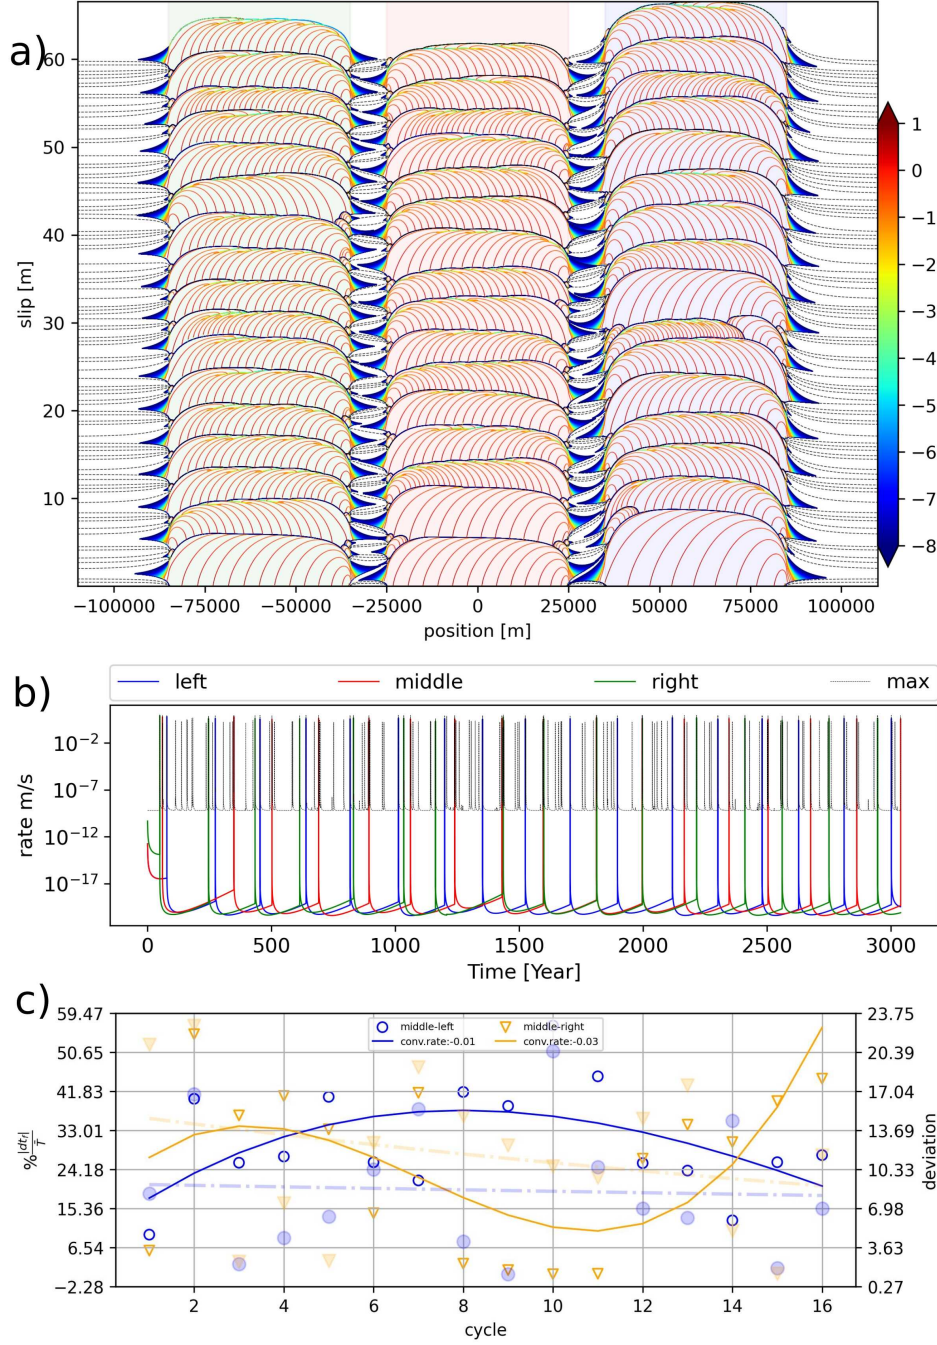 a)
60
50
40
30
20
10
slip [m]
1
0
−1
−2
−3
−4
−5
−6
−7
−8
−100000 −75000 −50000 −25000 0 25000 50000 75000 100000
position [m]
b)
left middle right max
10⁻²
10⁻⁷
10⁻¹²
10⁻¹⁷
rate m/s
0 500 1000 1500 2000 2500 3000
Time [Year]
c)
59.47 23.75
50.65 20.39
41.83 17.04
33.01 13.69
24.18 10.33
15.36 6.98
6.54 3.63
−2.28 0.27
middle-left middle-right
conv.rate:-0.01 conv.rate:-0.03
deviation
2 4 6 8 10 12 14 16
cycle